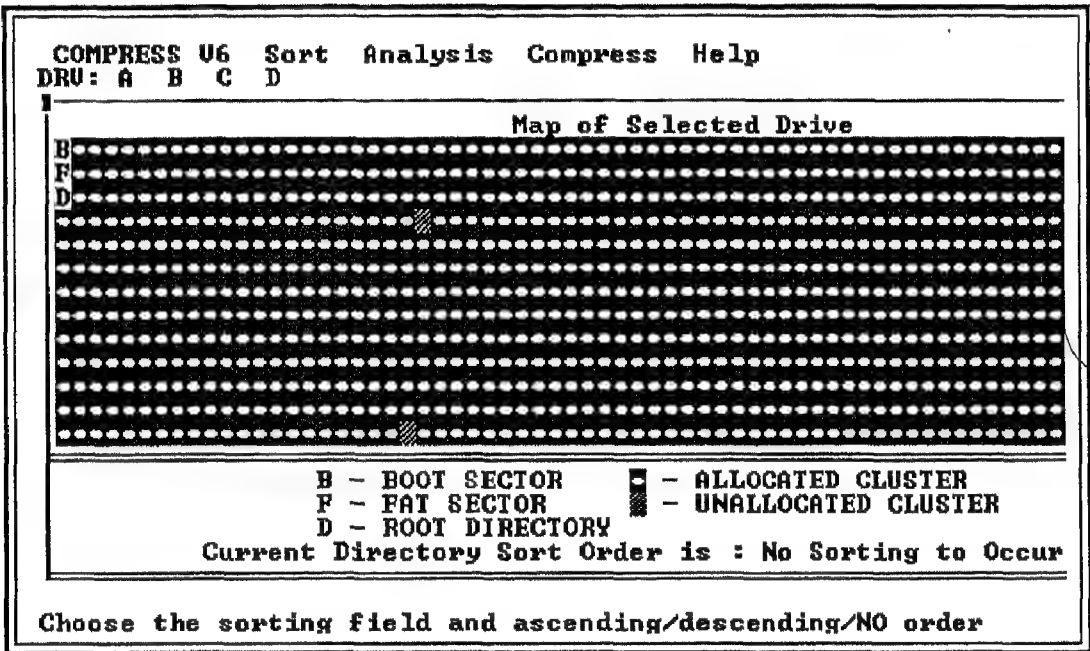 COMPRESS V6 Sort Analysis Compress Help
DRV: A B C D
Map of Selected Drive
B
F
D
B - BOOT SECTOR - ALLOCATED CLUSTER
F - FAT SECTOR - UNALLOCATED CLUSTER
D - ROOT DIRECTORY
Current Directory Sort Order is : No Sorting to Occur
Choose the sorting field and ascending/descending/NO order